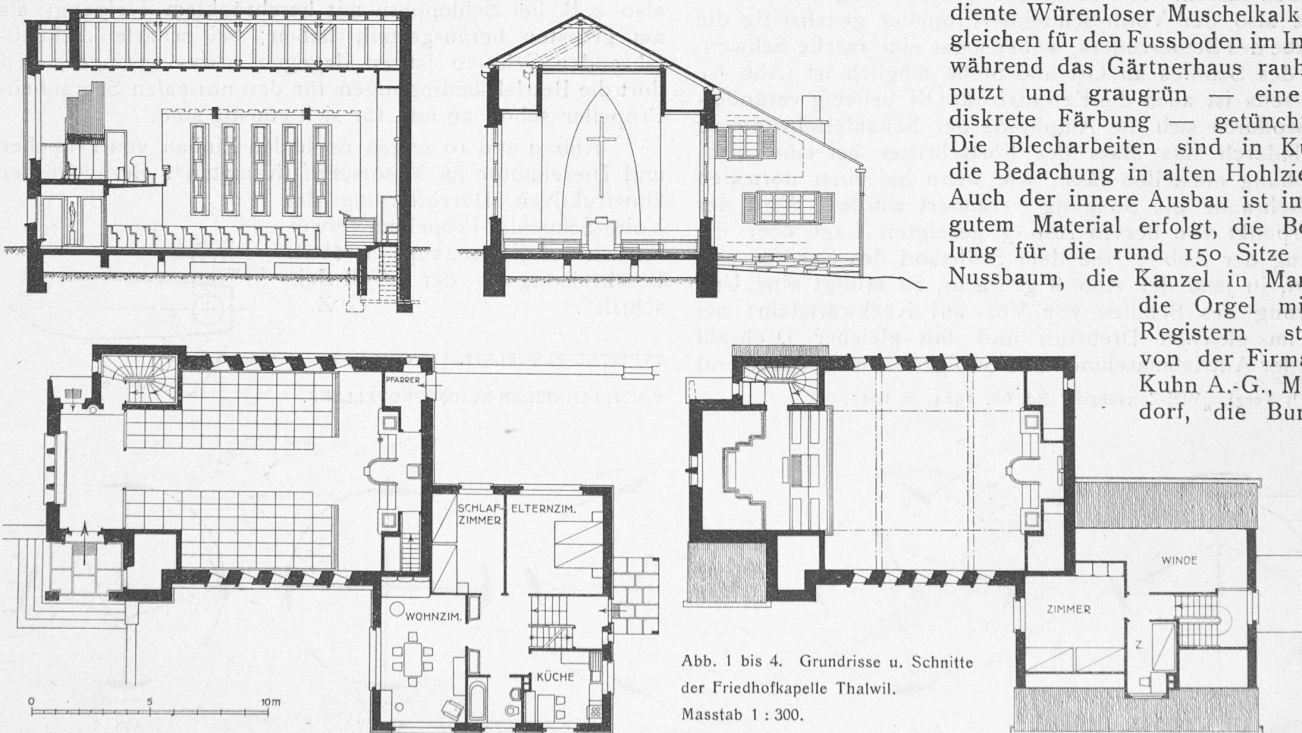 diente Würenloser Muschelkalk
gleichen für den Fussboden im In
während das Gärtnerhaus rauh
putzt und graugrün — eine
diskrete Färbung — getünch
Die Blecharbeiten sind in Ku
die Bedachung in alten Hohlzie
Auch der innere Ausbau ist in
gutem Material erfolgt, die Be
lung für die rund 150 Sitze
Nussbaum, die Kanzel in Mar
die Orgel mi
Registern st
von der Firma
Kuhn A.-G., M
dorf, die Bun
PFARRER
SCHLAF-
ZIMMER
ELTERNZIM.
WOHNZIM.
KÜCHE
WINDE
ZIMMER
Z.
0 5 10 m
Abb. 1 bis 4. Grundrisse u. Schnitte
der Friedhofkapelle Thalwil.
Masstab 1 : 300.